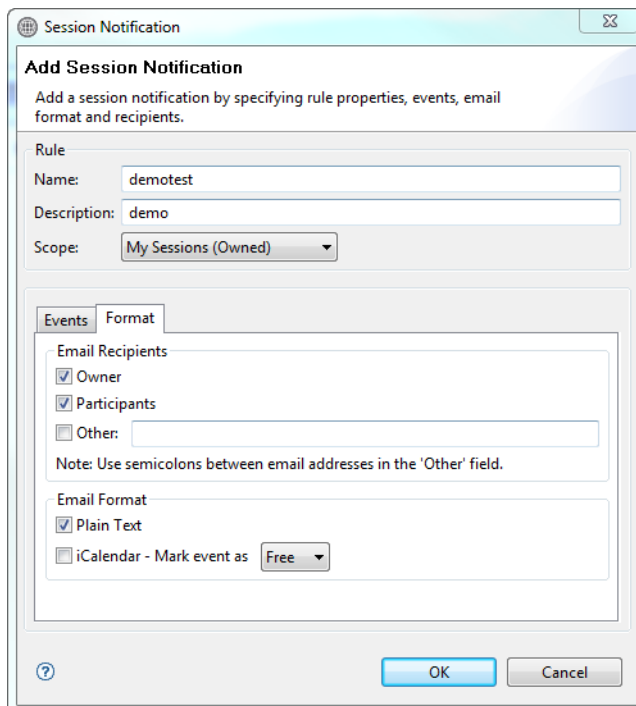 Session Notification
Add Session Notification
Add a session notification by specifying rule properties, events, email
format and recipients.
Rule
Name: demotest
Description: demo
Scope: My Sessions (Owned)
Events Format
Email Recipients
Owner
Participants
Other:
Note: Use semicolons between email addresses in the 'Other' field.
Email Format
Plain Text
iCalendar - Mark event as Free
? OK Cancel